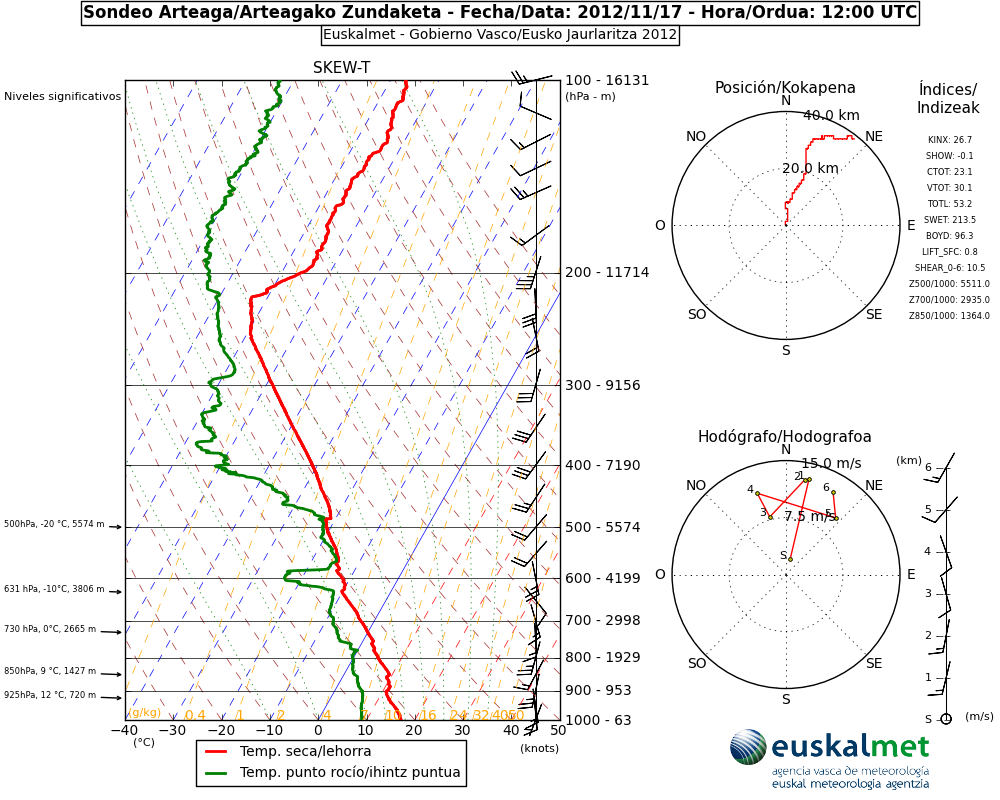 Sondeo Arteaga/Arteagako Zundaketa - Fecha/Data: 2012/11/17 - Hora/Ordua: 12:00 UTC
Euskalmet - Gobierno Vasco/Eusko Jaurlaritza 2012
SKEW-T
Niveles significativos
500hPa, -20 °C, 5574 m
631 hPa, -10°C, 3806 m
730 hPa, 0°C, 2665 m
850hPa, 9 °C, 1427 m
925hPa, 12 °C, 720 m
100 - 16131
(hPa - m)
200 - 11714
300 - 9156
400 - 7190
500 - 5574
600 - 4199
700 - 2998
800 - 1929
900 - 953
1000 - 63
(g/kg) 0.4 1 2 4 10 16 24 32 40 50
−40 −30 −20 −10 0 10 20 30 40 50
(°C)
(knots)
Temp. seca/lehorra
Temp. punto rocío/ihintz puntua
Posición/Kokapena
N
40.0 km
NO
NE
20.0 km
O
E
SO
SE
S
Índices/
Indizeak
KINX: 26.7
SHOW: -0.1
CTOT: 23.1
VTOT: 30.1
TOTL: 53.2
SWET: 213.5
BOYD: 96.3
LIFT_SFC: 0.8
SHEAR_0-6: 10.5
Z500/1000: 5511.0
Z700/1000: 2935.0
Z850/1000: 1364.0
Hodógrafo/Hodografoa
N
15.0 m/s
NO
NE
2
1
4
6
3
7.5 m/s
5
S
O
E
SO
SE
S
(km)
6
5
4
3
2
1
S
(m/s)
euskalmet
agencia vasca de meteorología
euskal meteorologia agentzia